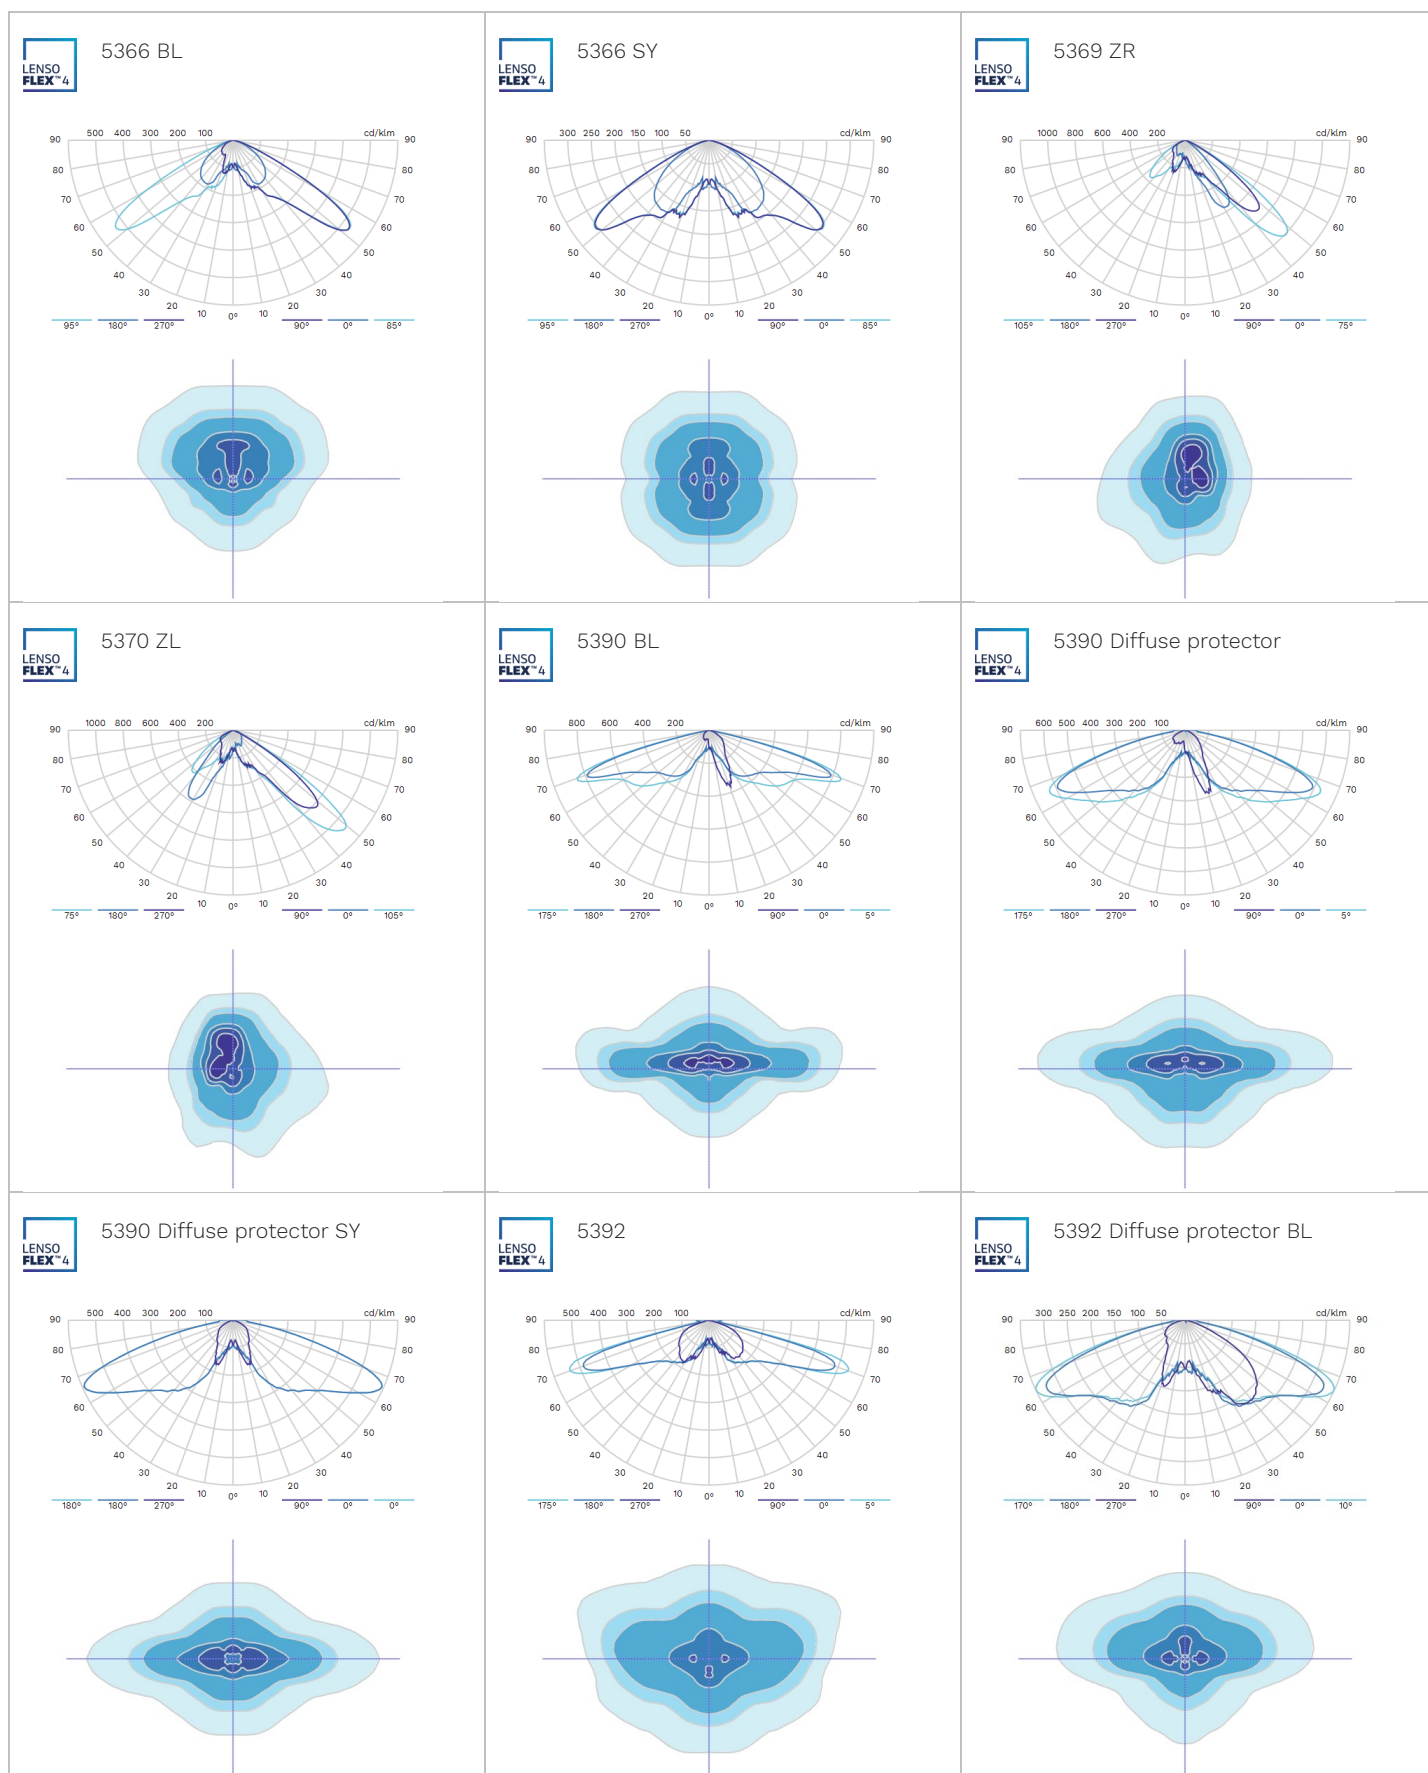 LENSO
FLEX™4
5366 BL
500 400 300 200 100 cd/klm
90 90
80 80
70 70
60 60
50 50
40 40
30 30
20 20
10 0° 10
95° 180° 270° 90° 0° 85°
LENSO
FLEX™4
5366 SY
300 250 200 150 100 50 cd/klm
90 90
80 80
70 70
60 60
50 50
40 40
30 30
20 20
10 0° 10
95° 180° 270° 90° 0° 85°
LENSO
FLEX™4
5369 ZR
1000 800 600 400 200 cd/klm
90 90
80 80
70 70
60 60
50 50
40 40
30 30
20 20
10 0° 10
105° 180° 270° 90° 0° 75°
LENSO
FLEX™4
5370 ZL
1000 800 600 400 200 cd/klm
90 90
80 80
70 70
60 60
50 50
40 40
30 30
20 20
10 0° 10
75° 180° 270° 90° 0° 105°
LENSO
FLEX™4
5390 BL
800 600 400 200 cd/klm
90 90
80 80
70 70
60 60
50 50
40 40
30 30
20 20
10 0° 10
175° 180° 270° 90° 0° 5°
LENSO
FLEX™4
5390 Diffuse protector
600 500 400 300 200 100 cd/klm
90 90
80 80
70 70
60 60
50 50
40 40
30 30
20 20
10 0° 10
175° 180° 270° 90° 0° 5°
LENSO
FLEX™4
5390 Diffuse protector SY
500 400 300 200 100 cd/klm
90 90
80 80
70 70
60 60
50 50
40 40
30 30
20 20
10 0° 10
180° 180° 270° 90° 0° 0°
LENSO
FLEX™4
5392
500 400 300 200 100 cd/klm
90 90
80 80
70 70
60 60
50 50
40 40
30 30
20 20
10 0° 10
175° 180° 270° 90° 0° 5°
LENSO
FLEX™4
5392 Diffuse protector BL
300 250 200 150 100 50 cd/klm
90 90
80 80
70 70
60 60
50 50
40 40
30 30
20 20
10 0° 10
170° 180° 270° 90° 0° 10°